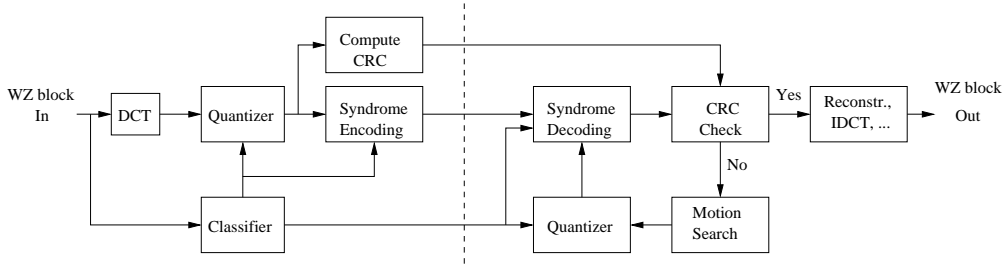 Compute
CRC
WZ block
In
DCT
Quantizer
Syndrome
Encoding
Syndrome
Decoding
CRC
Check
Yes
Reconstr.,
IDCT, ...
WZ block
Out
No
Classifier
Quantizer
Motion
Search